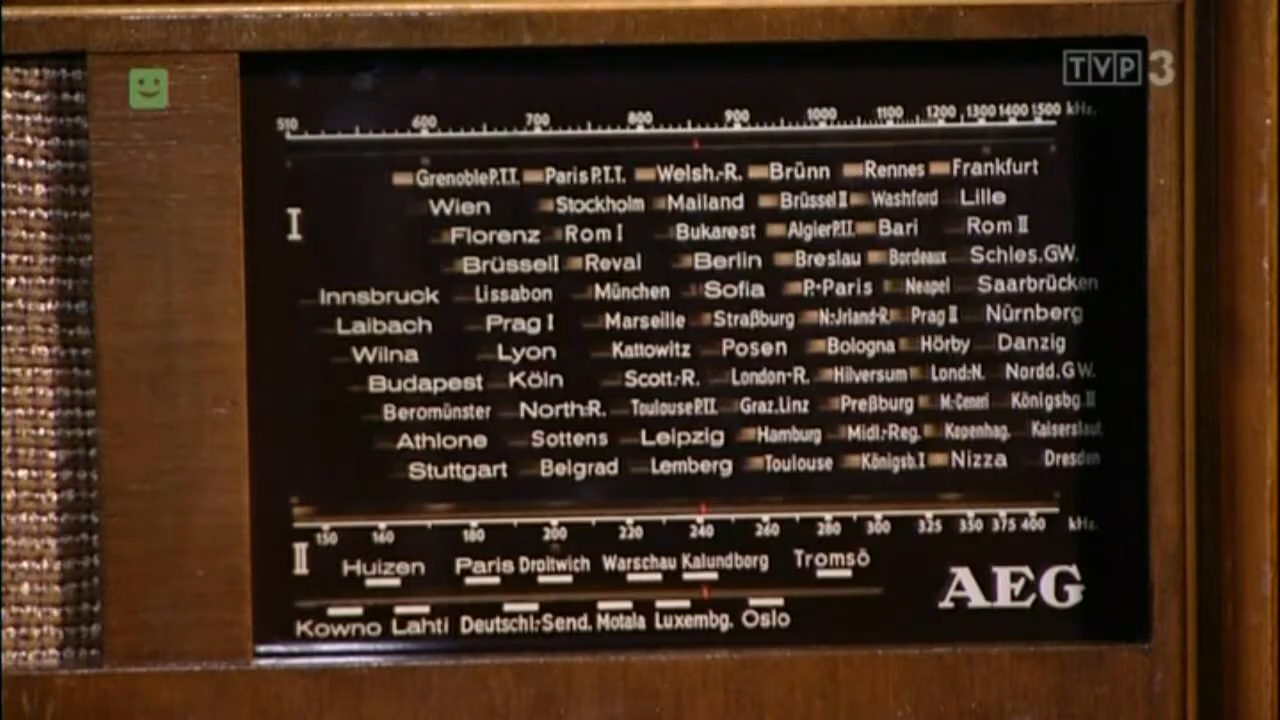 TVP 3
510 600 700 800 900 1000 1100 1200 1300 1400 1500 kHz.
I
Grenoble P.T.T. Paris P.T.T. Welsh.-R. Brünn Rennes Frankfurt
Wien Stockholm Mailand Brüssel II Washford Lille
Florenz Rom I Bukarest Algier P.T.T. Bari Rom II
Brüssel I Reval Berlin Breslau Bordeaux Schles.GW.
Innsbruck Lissabon München Sofia P.-Paris Neapel Saarbrücken
Laibach Prag I Marseille Straßburg N.-Jrland-R. Prag II Nürnberg
Wilna Lyon Kattowitz Posen Bologna Hörby Danzig
Budapest Köln Scott.-R. London-R. Hilversum Lond.-N. Nordd.G.W.
Beromünster North-R. Toulouse P.T.T. Graz.Linz Preßburg M.-Ceneri Königsbg.II
Athlone Sottens Leipzig Hamburg Midl.-Reg. Kopenhag. Kaiserslaut
Stuttgart Belgrad Lemberg Toulouse Königsb.I Nizza Dresden
150 160 180 200 220 240 260 280 300 325 350 375 400 kHz.
II
Huizen Paris Droitwich Warschau Kalundborg Tromsö
AEG
Kowno Lahti Deutschl.-Send. Motala Luxembg. Oslo